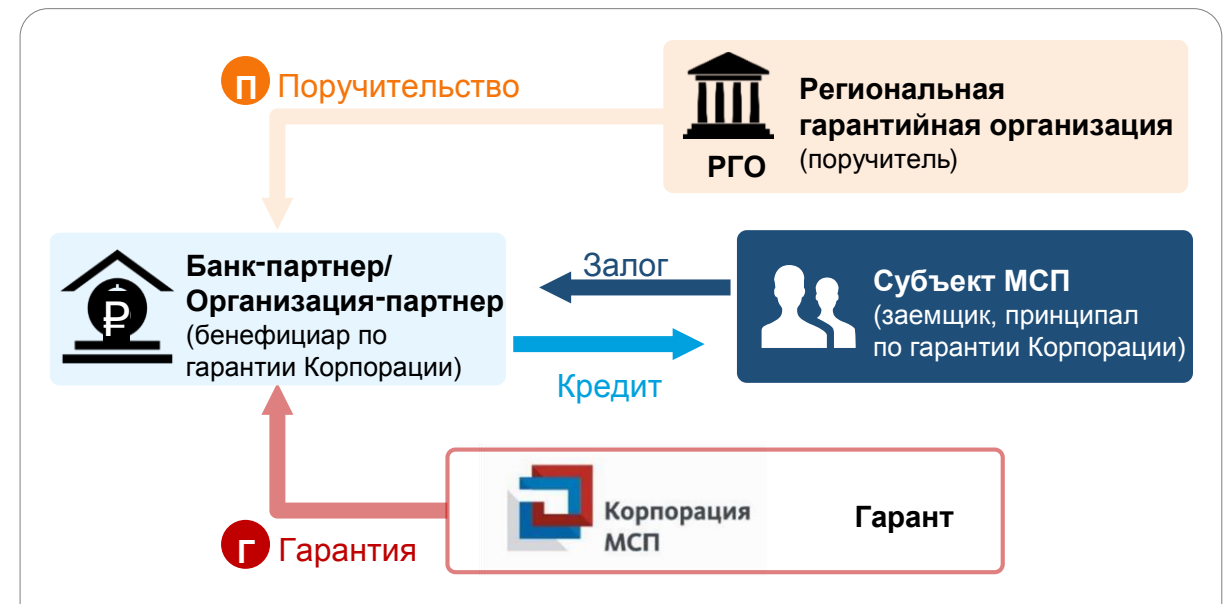 П Поручительство
Региональная
гарантийная организация
(поручитель)
РГО
Банк-партнер/
Организация-партнер
(бенефициар по
гарантии Корпорации)
₽
Залог
Кредит
Субъект МСП
(заемщик, принципал
по гарантии Корпорации)
Корпорация
МСП
Гарант
Г Гарантия